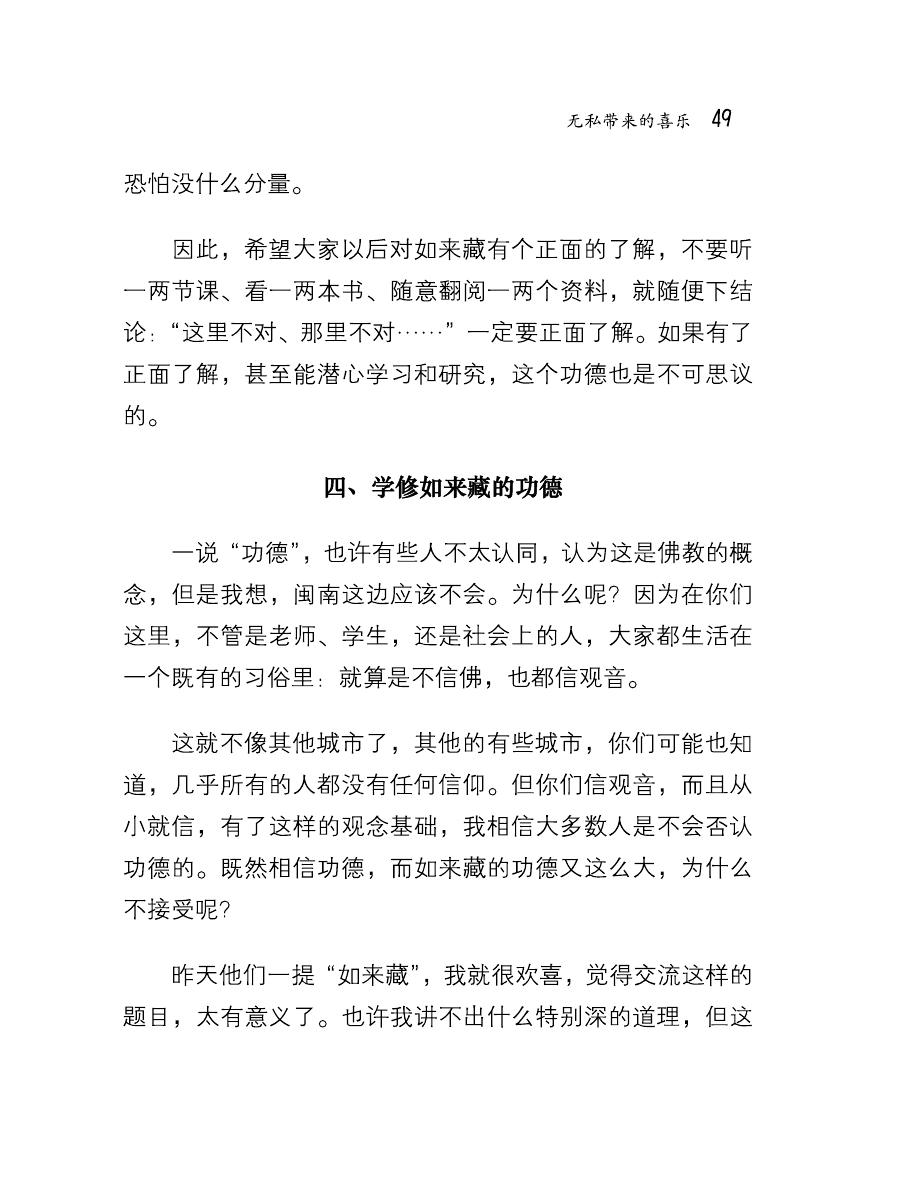 无私带来的喜乐 49
恐怕没什么分量。
因此，希望大家以后对如来藏有个正面的了解，不要听
一两节课、看一两本书、随意翻阅一两个资料，就随便下结
论：“这里不对、那里不对……”一定要正面了解。如果有了
正面了解，甚至能潜心学习和研究，这个功德也是不可思议
的。
四、学修如来藏的功德
一说“功德”，也许有些人不太认同，认为这是佛教的概
念，但是我想，闽南这边应该不会。为什么呢？因为在你们
这里，不管是老师、学生，还是社会上的人，大家都生活在
一个既有的习俗里：就算是不信佛，也都信观音。
这就不像其他城市了，其他的有些城市，你们可能也知
道，几乎所有的人都没有任何信仰。但你们信观音，而且从
小就信，有了这样的观念基础，我相信大多数人是不会否认
功德的。既然相信功德，而如来藏的功德又这么大，为什么
不接受呢？
昨天他们一提“如来藏”，我就很欢喜，觉得交流这样的
题目，太有意义了。也许我讲不出什么特别深的道理，但这